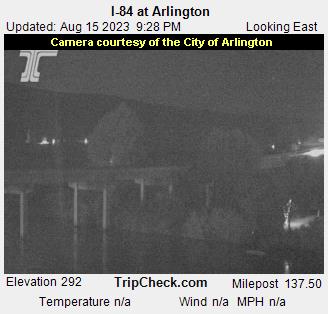 I-84 at Arlington
Updated: Aug 15 2023 9:28 PM Looking East
Camera courtesy of the City of Arlington
Elevation 292 TripCheck.com Milepost 137.50
Temperature n/a Wind n/a MPH n/a